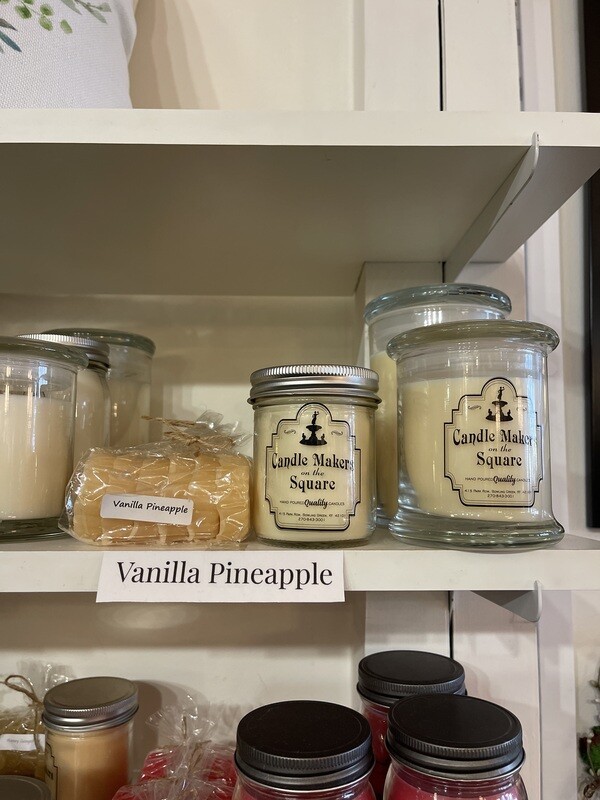 Vanilla Pineapple
Candle Makers
on the
Square
HAND POURED Quality CANDLES
Candle Makers
on the
Square
HAND POURED Quality CANDLES
Vanilla Pineapple